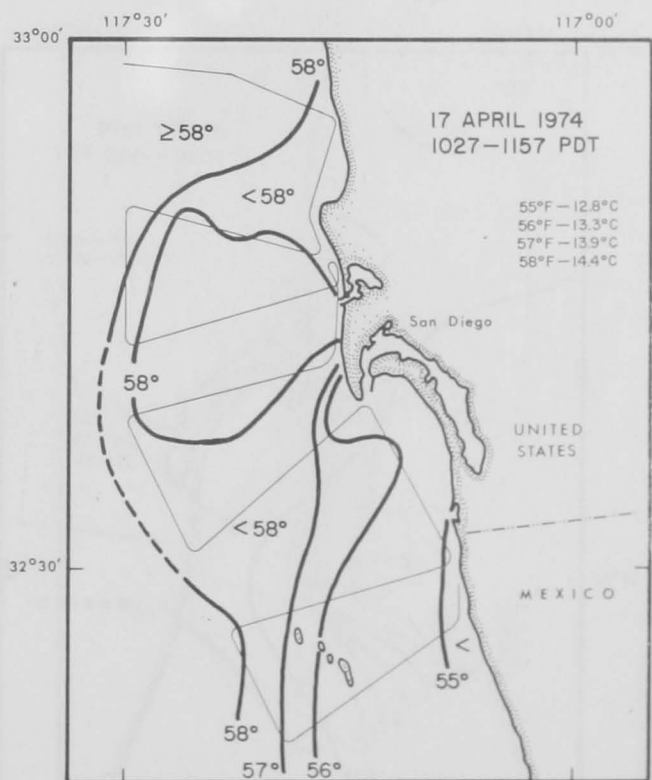 117°30'
117°00'
33°00'
58°
≥58°
17 APRIL 1974
1027–1157 PDT
<58°
55°F–12.8°C
56°F–13.3°C
57°F–13.9°C
58°F–14.4°C
San Diego
58°
UNITED
STATES
<58°
32°30'
MEXICO
<
55°
58°
57°
56°